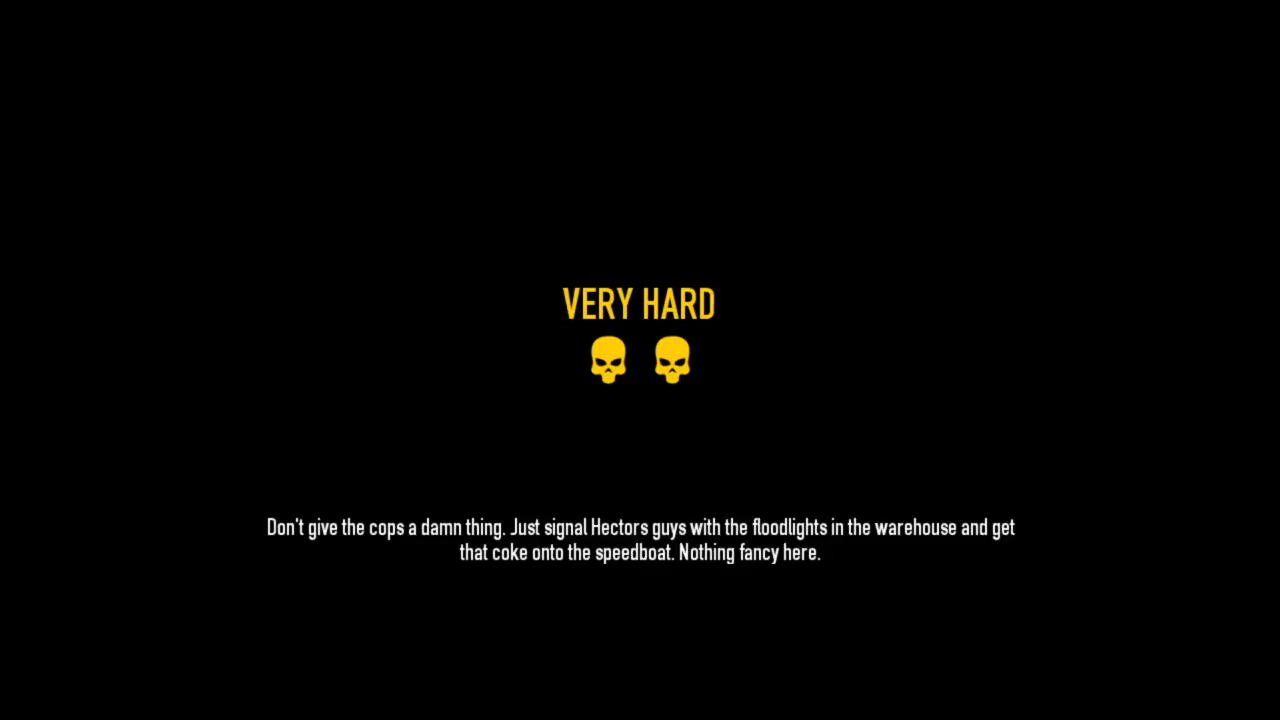 VERY HARD
Don't give the cops a damn thing. Just signal Hectors guys with the floodlights in the warehouse and get
that coke onto the speedboat. Nothing fancy here.